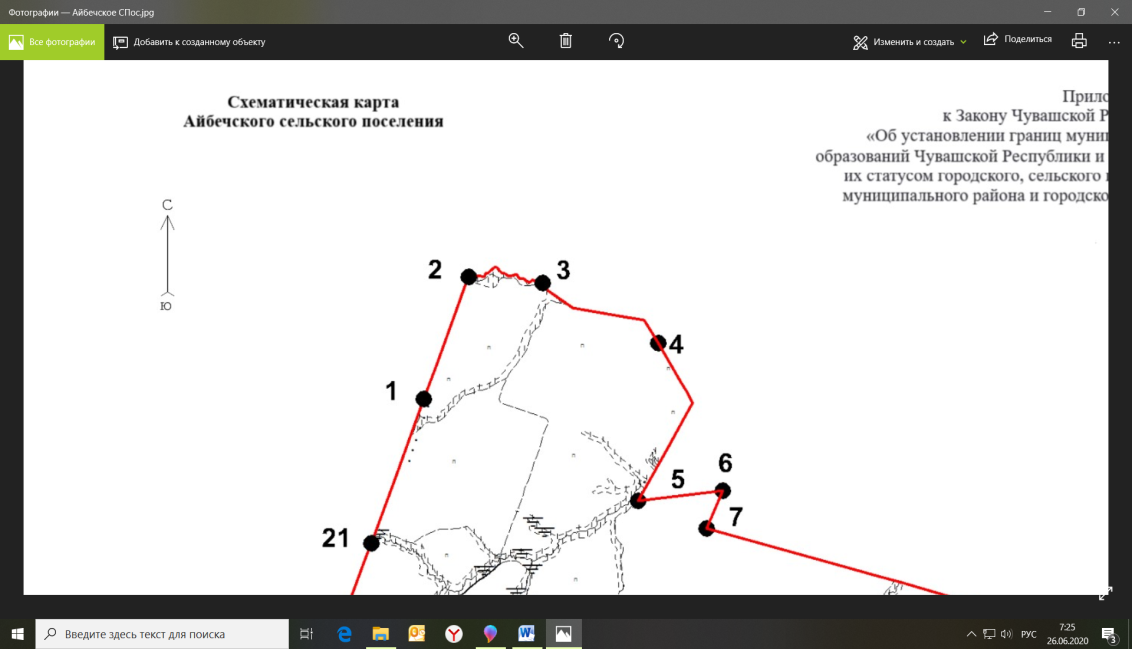 Фотографии — Айбечское СПос.jpg
Все фотографии
Добавить к созданному объекту
Изменить и создать
Поделиться
Схематическая карта
Айбечского сельского поселения
Прило
к Закону Чувашской Р
«Об установлении границ муни
образований Чувашской Республики и
их статусом городского, сельского
муниципального района и городско
С
Ю
2
3
4
1
6
5
7
21
Введите здесь текст для поиска
РУС
7:25
26.06.2020
3